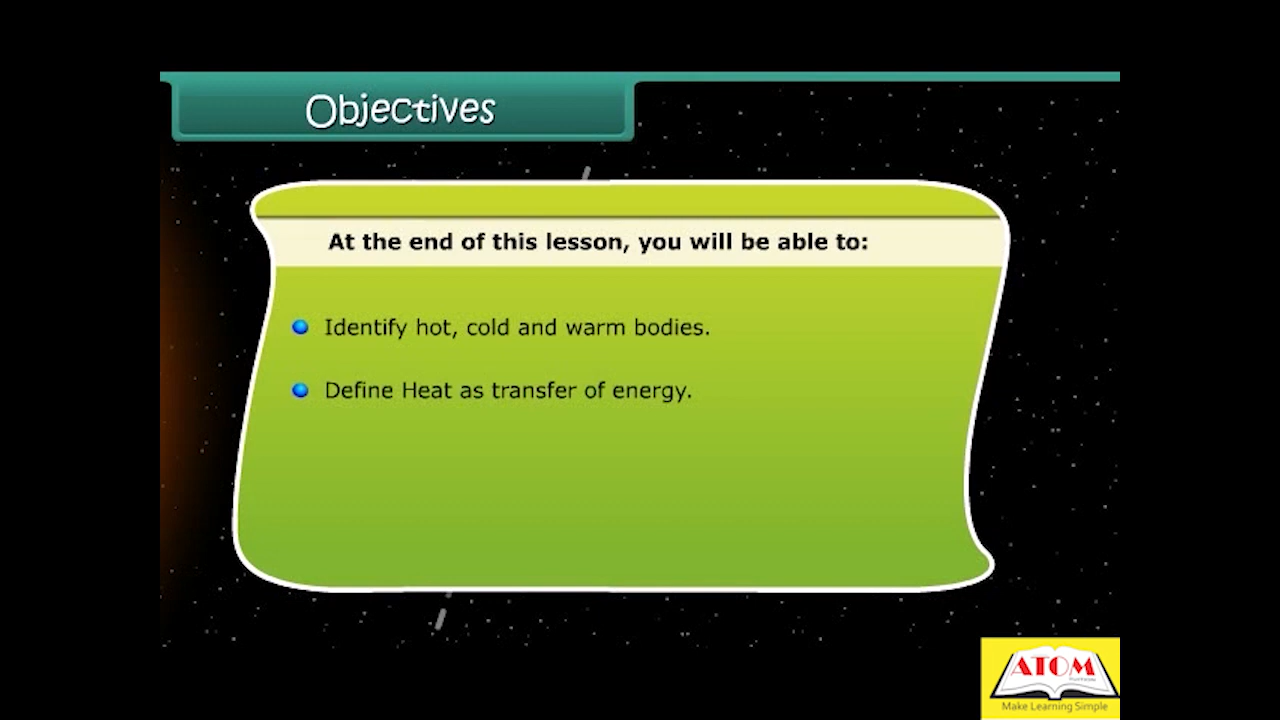 Objectives
At the end of this lesson, you will be able to:
Identify hot, cold and warm bodies.
Define Heat as transfer of energy.
ATOM
Make Learning Simple